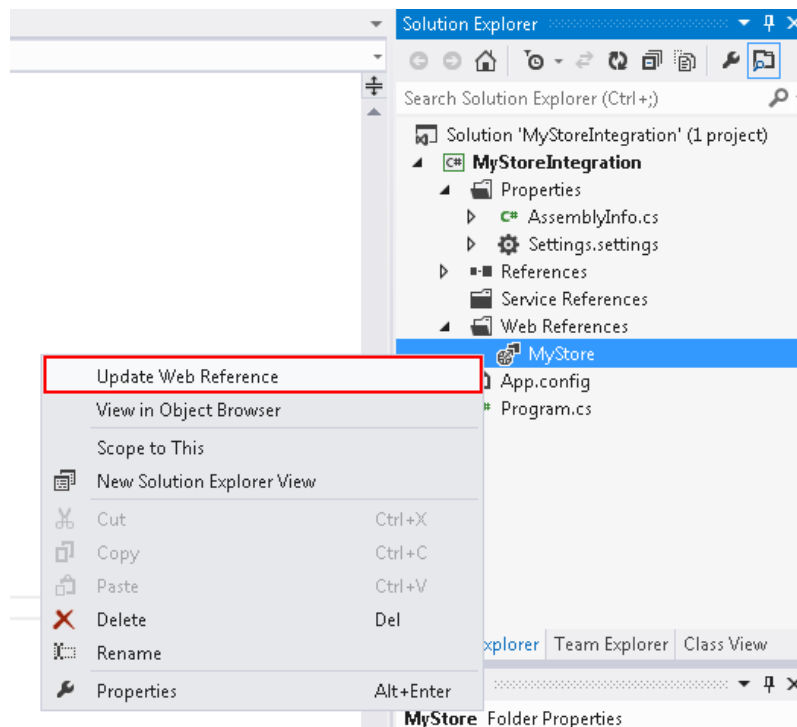 Solution Explorer
Search Solution Explorer (Ctrl+;)
Solution 'MyStoreIntegration' (1 project)
C# MyStoreIntegration
Properties
C# AssemblyInfo.cs
Settings.settings
References
Service References
Web References
MyStore
App.config
Program.cs
Update Web Reference
View in Object Browser
Scope to This
New Solution Explorer View
Cut Ctrl+X
Copy Ctrl+C
Paste Ctrl+V
Delete Del
Rename
Properties Alt+Enter
xplorer Team Explorer Class View
MyStore Folder Properties